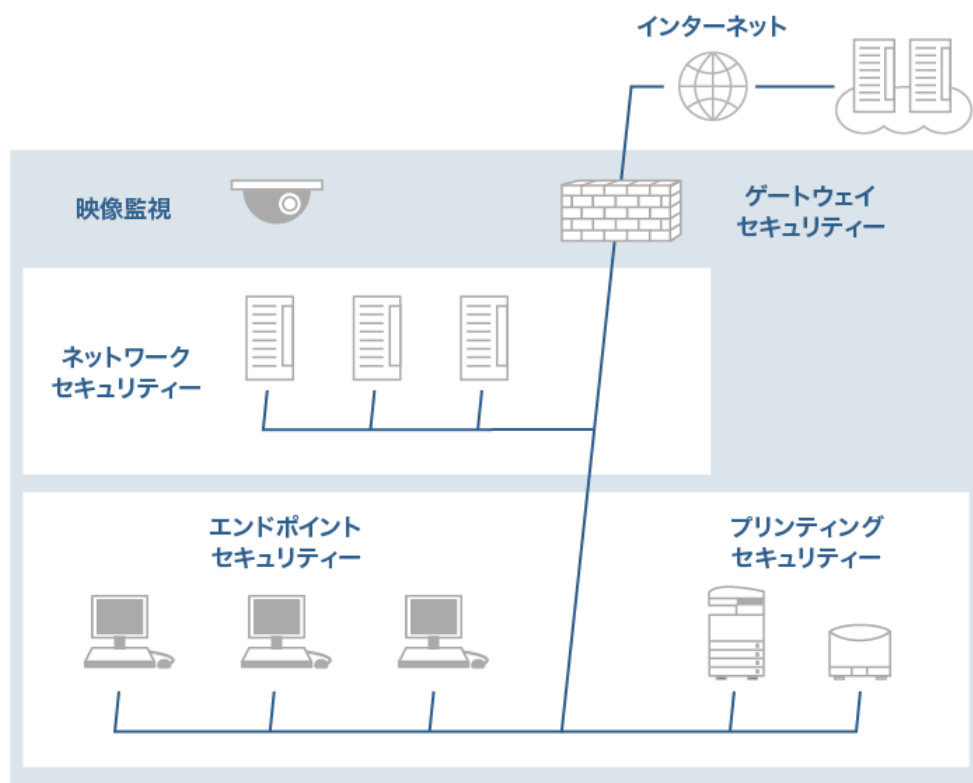 インターネット
映像監視
ゲートウェイ
セキュリティー
ネットワーク
セキュリティー
エンドポイント
セキュリティー
プリンティング
セキュリティー